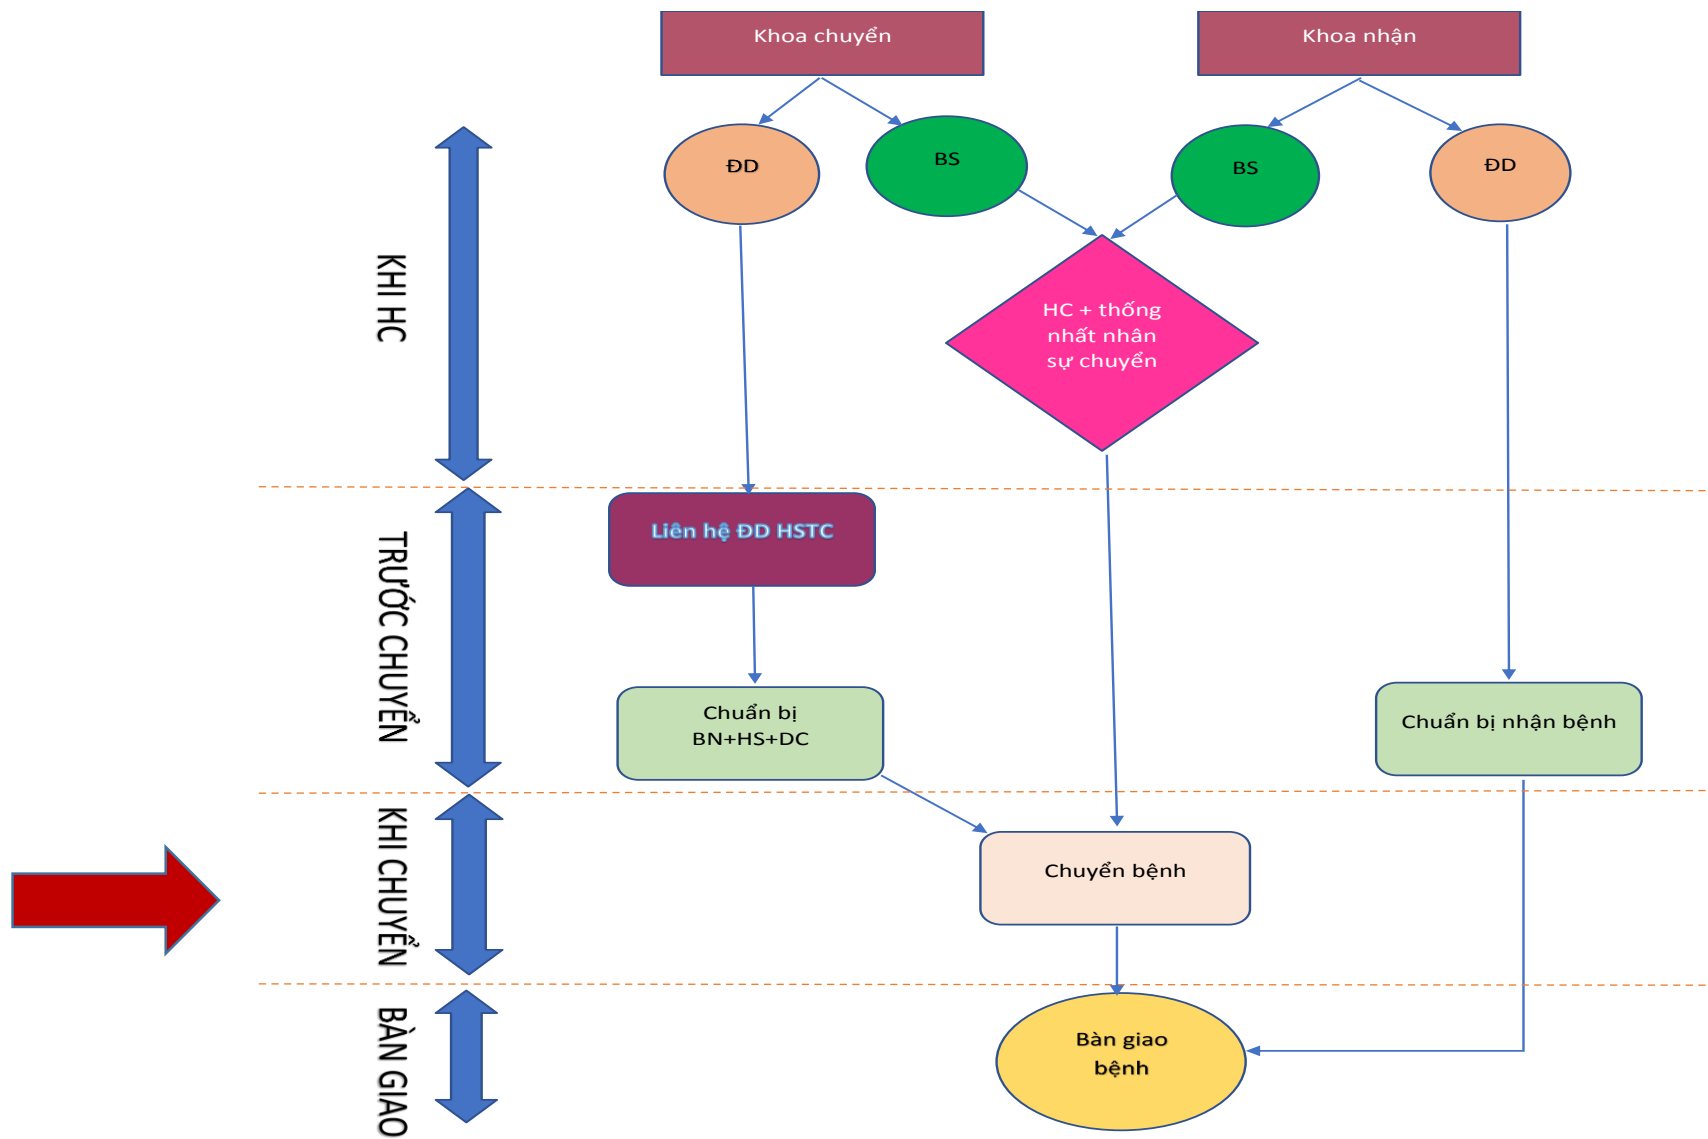 Khoa chuyển
Khoa nhận
ĐD
BS
BS
ĐD
KHI HC
HC + thống
nhất nhân
sự chuyển
TRƯỚC CHUYỂN
Liên hệ ĐD HSTC
Chuẩn bị
BN+HS+DC
Chuẩn bị nhận bệnh
KHI CHUYỂN
Chuyển bệnh
BÀN GIAO
Bàn giao
bệnh